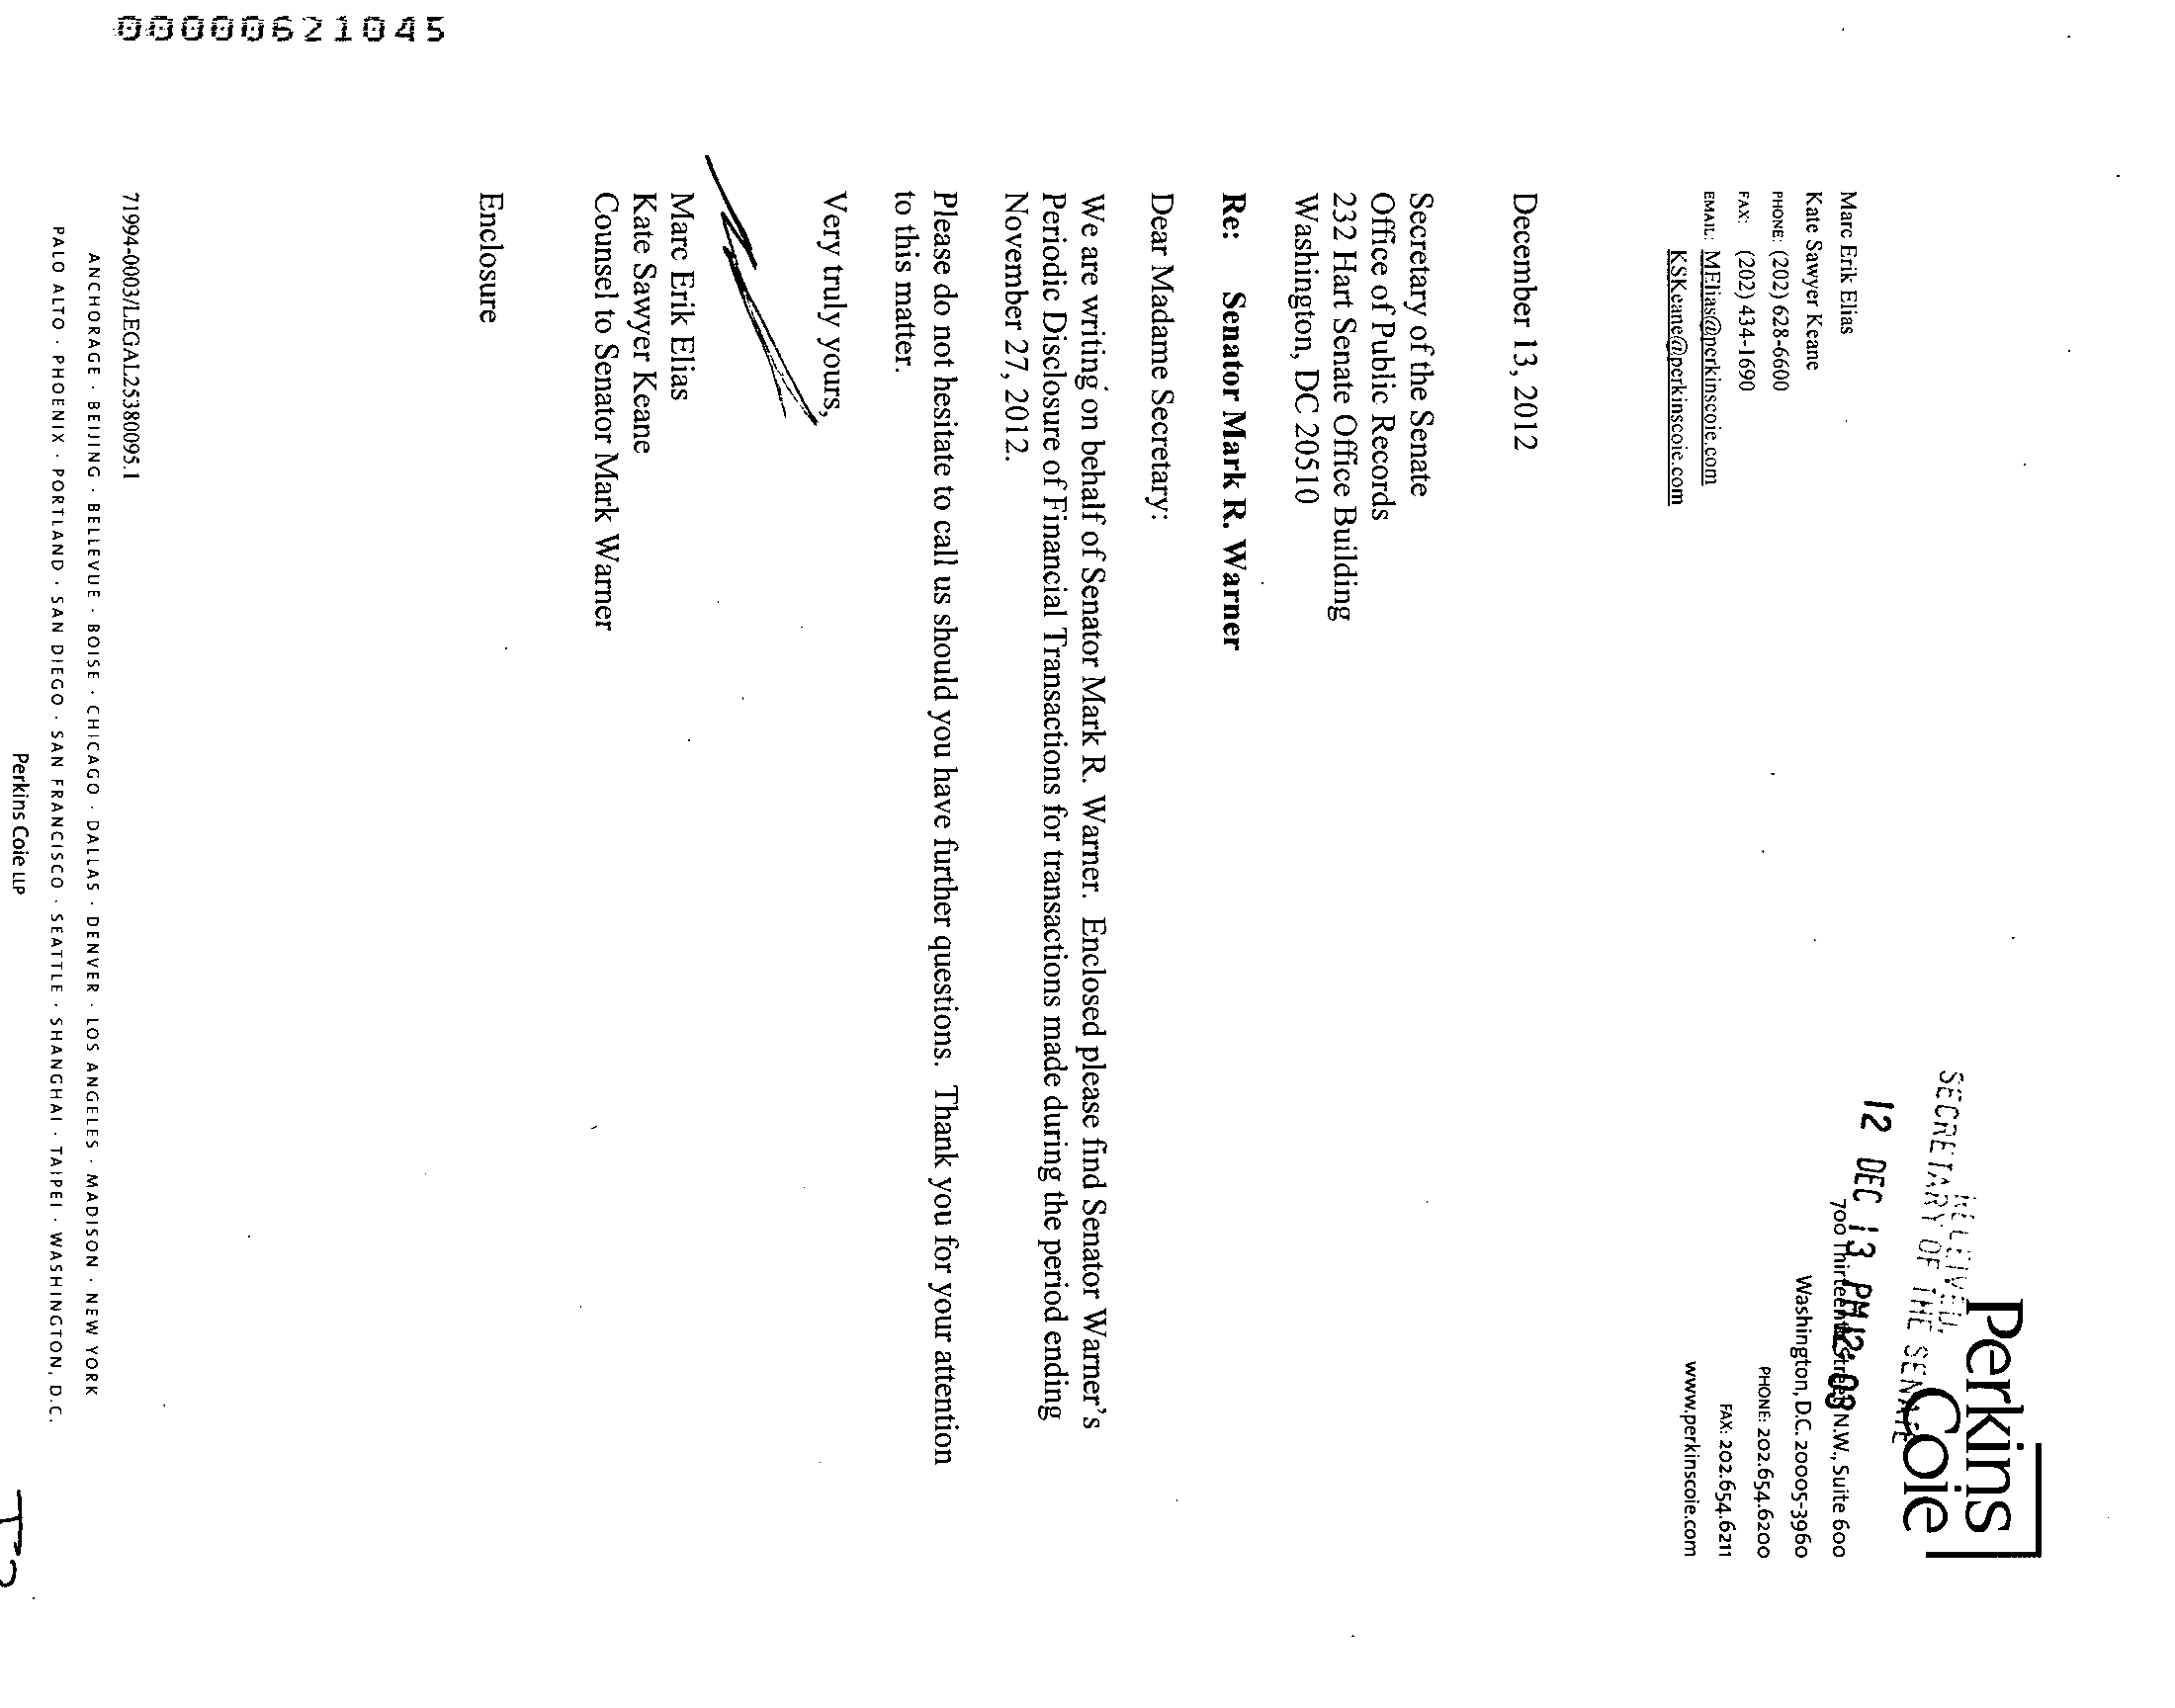 00000621045
Perkins
Coie
RECEIVED
SECRETARY OF THE SENATE
12 DEC 13 PM 12:08
Marc Erik Elias
Kate Sawyer Keane
PHONE: (202) 628-6600
FAX: (202) 434-1690
EMAIL: MElias@perkinscoie.com
KSKeane@perkinscoie.com
700 Thirteenth Street, N.W., Suite 600
Washington, D.C. 20005-3960
PHONE: 202.654.6200
FAX: 202.654.6211
www.perkinscoie.com
December 13, 2012
Secretary of the Senate
Office of Public Records
232 Hart Senate Office Building
Washington, DC 20510
Re: Senator Mark R. Warner
Dear Madame Secretary:
We are writing on behalf of Senator Mark R. Warner. Enclosed please find Senator Warner's
Periodic Disclosure of Financial Transactions for transactions made during the period ending
November 27, 2012.
Please do not hesitate to call us should you have further questions. Thank you for your attention
to this matter.
Very truly yours,
Marc Erik Elias
Kate Sawyer Keane
Counsel to Senator Mark Warner
Enclosure
71994-0003/LEGAL25380095.1
ANCHORAGE · BEIJING · BELLEVUE · BOISE · CHICAGO · DALLAS · DENVER · LOS ANGELES · MADISON · NEW YORK
PALO ALTO · PHOENIX · PORTLAND · SAN DIEGO · SAN FRANCISCO · SEATTLE · SHANGHAI · TAIPEI · WASHINGTON, D.C.
Perkins Coie LLP